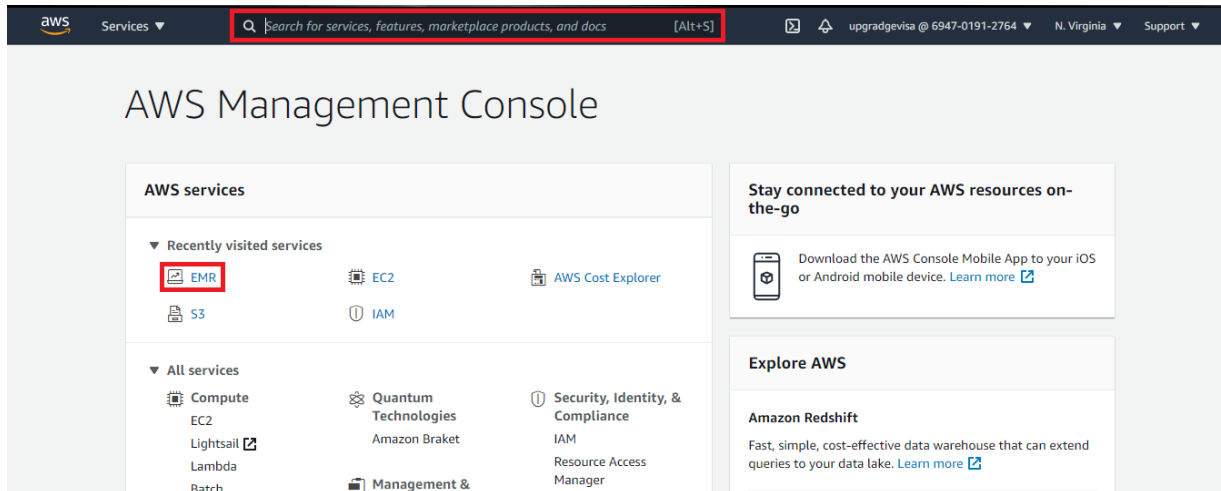 aws
Services ▼
Search for services, features, marketplace products, and docs [Alt+S]
upgradgevisa @ 6947-0191-2764 ▼
N. Virginia ▼
Support ▼
AWS Management Console
AWS services
▼ Recently visited services
EMR
EC2
AWS Cost Explorer
S3
IAM
▼ All services
Compute
EC2
Lightsail
Lambda
Batch
Quantum
Technologies
Amazon Braket
Management &
Security, Identity, &
Compliance
IAM
Resource Access
Manager
Stay connected to your AWS resources on-
the-go
Download the AWS Console Mobile App to your iOS
or Android mobile device. Learn more
Explore AWS
Amazon Redshift
Fast, simple, cost-effective data warehouse that can extend
queries to your data lake. Learn more